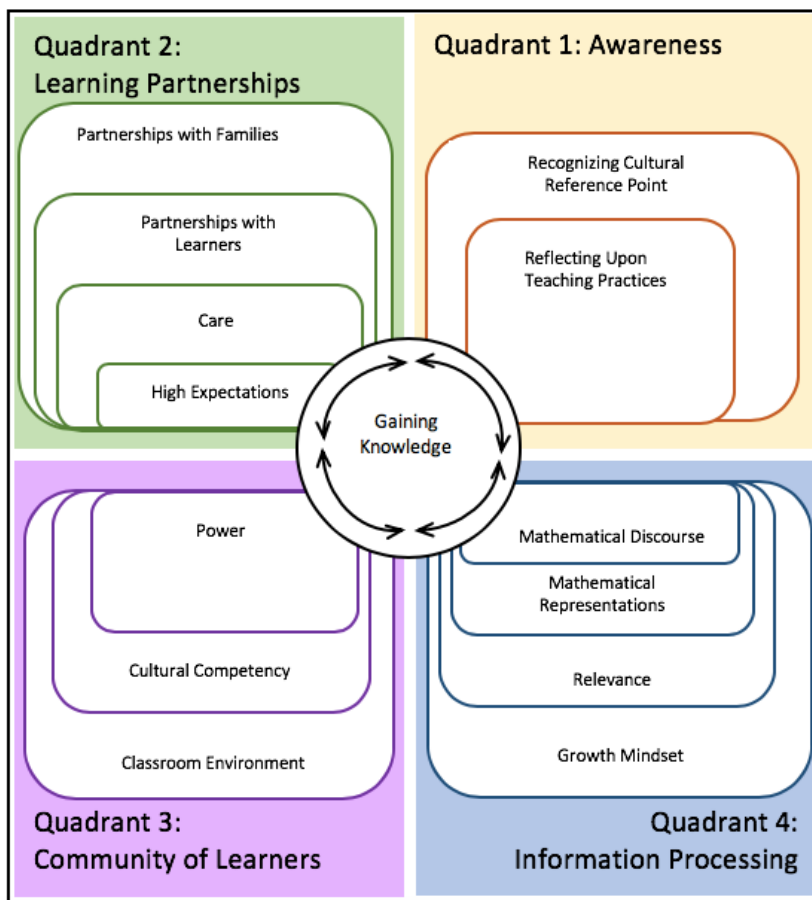 Quadrant 2:
Learning Partnerships
Partnerships with Families
Partnerships with
Learners
Care
High Expectations
Quadrant 1: Awareness
Recognizing Cultural
Reference Point
Reflecting Upon
Teaching Practices
Gaining
Knowledge
Power
Cultural Competency
Classroom Environment
Quadrant 3:
Community of Learners
Mathematical Discourse
Mathematical
Representations
Relevance
Growth Mindset
Quadrant 4:
Information Processing